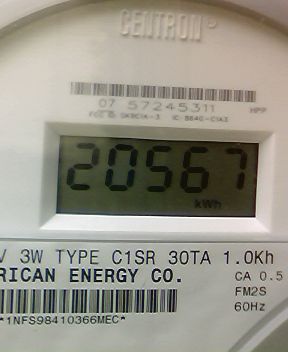 CENTRON®
07 57245311 HPP
20567
kWh
V 3W TYPE C1SR 30TA 1.0Kh
RICAN ENERGY CO. CA 0.5
FM2S
*1NFS98410366MEC* 60Hz